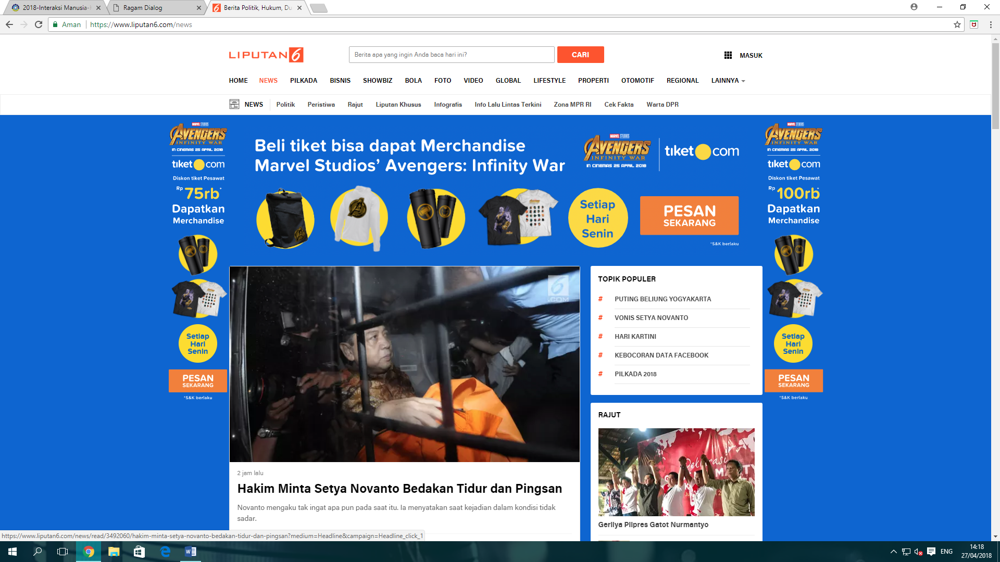 2018-Interaksi Manusia-
Ragam Dialog
Berita Politik, Hukum, Du
Aman
https://www.liputan6.com/news
LIPUTAN6
Berita apa yang ingin Anda baca hari ini?
CARI
MASUK
HOME NEWS PILKADA BISNIS SHOWBIZ BOLA FOTO VIDEO GLOBAL LIFESTYLE PROPERTI OTOMOTIF REGIONAL LAINNYA
NEWS Politik Peristiwa Rajut Liputan Khusus Infografis Info Lalu Lintas Terkini Zona MPR RI Cek Fakta Warta DPR
MARVEL STUDIOS
AVENGERS
INFINITY WAR
IN CINEMAS 25 APRIL 2018
tiket.com
Diskon tiket Pesawat
Rp 75rb*
Dapatkan
Merchandise
Setiap
Hari
Senin
PESAN
SEKARANG
*S&K berlaku
Beli tiket bisa dapat Merchandise
Marvel Studios’ Avengers: Infinity War
MARVEL STUDIOS
AVENGERS
INFINITY WAR
IN CINEMAS 25 APRIL 2018
tiket.com
Setiap
Hari
Senin
PESAN
SEKARANG
*S&K berlaku
MARVEL STUDIOS
AVENGERS
INFINITY WAR
IN CINEMAS 25 APRIL 2018
tiket.com
Diskon tiket Pesawat
Rp 100rb*
Dapatkan
Merchandise
Setiap
Hari
Senin
PESAN
SEKARANG
*S&K berlaku
6
.COM
2 jam lalu
Hakim Minta Setya Novanto Bedakan Tidur dan Pingsan
Novanto mengaku tak ingat apa pun pada saat itu. Ia menyatakan saat kejadian dalam kondisi tidak
sadar.
TOPIK POPULER
# PUTING BELIUNG YOGYAKARTA
# VONIS SETYA NOVANTO
# HARI KARTINI
# KEBOCORAN DATA FACEBOOK
# PILKADA 2018
RAJUT
Deklarasi
Gerilya Pilpres Gatot Nurmantyo
https://www.liputan6.com/news/read/3492060/hakim-minta-setya-novanto-bedakan-tidur-dan-pingsan?medium=Headline&campaign=Headline_click_1
ENG
14:18
27/04/2018